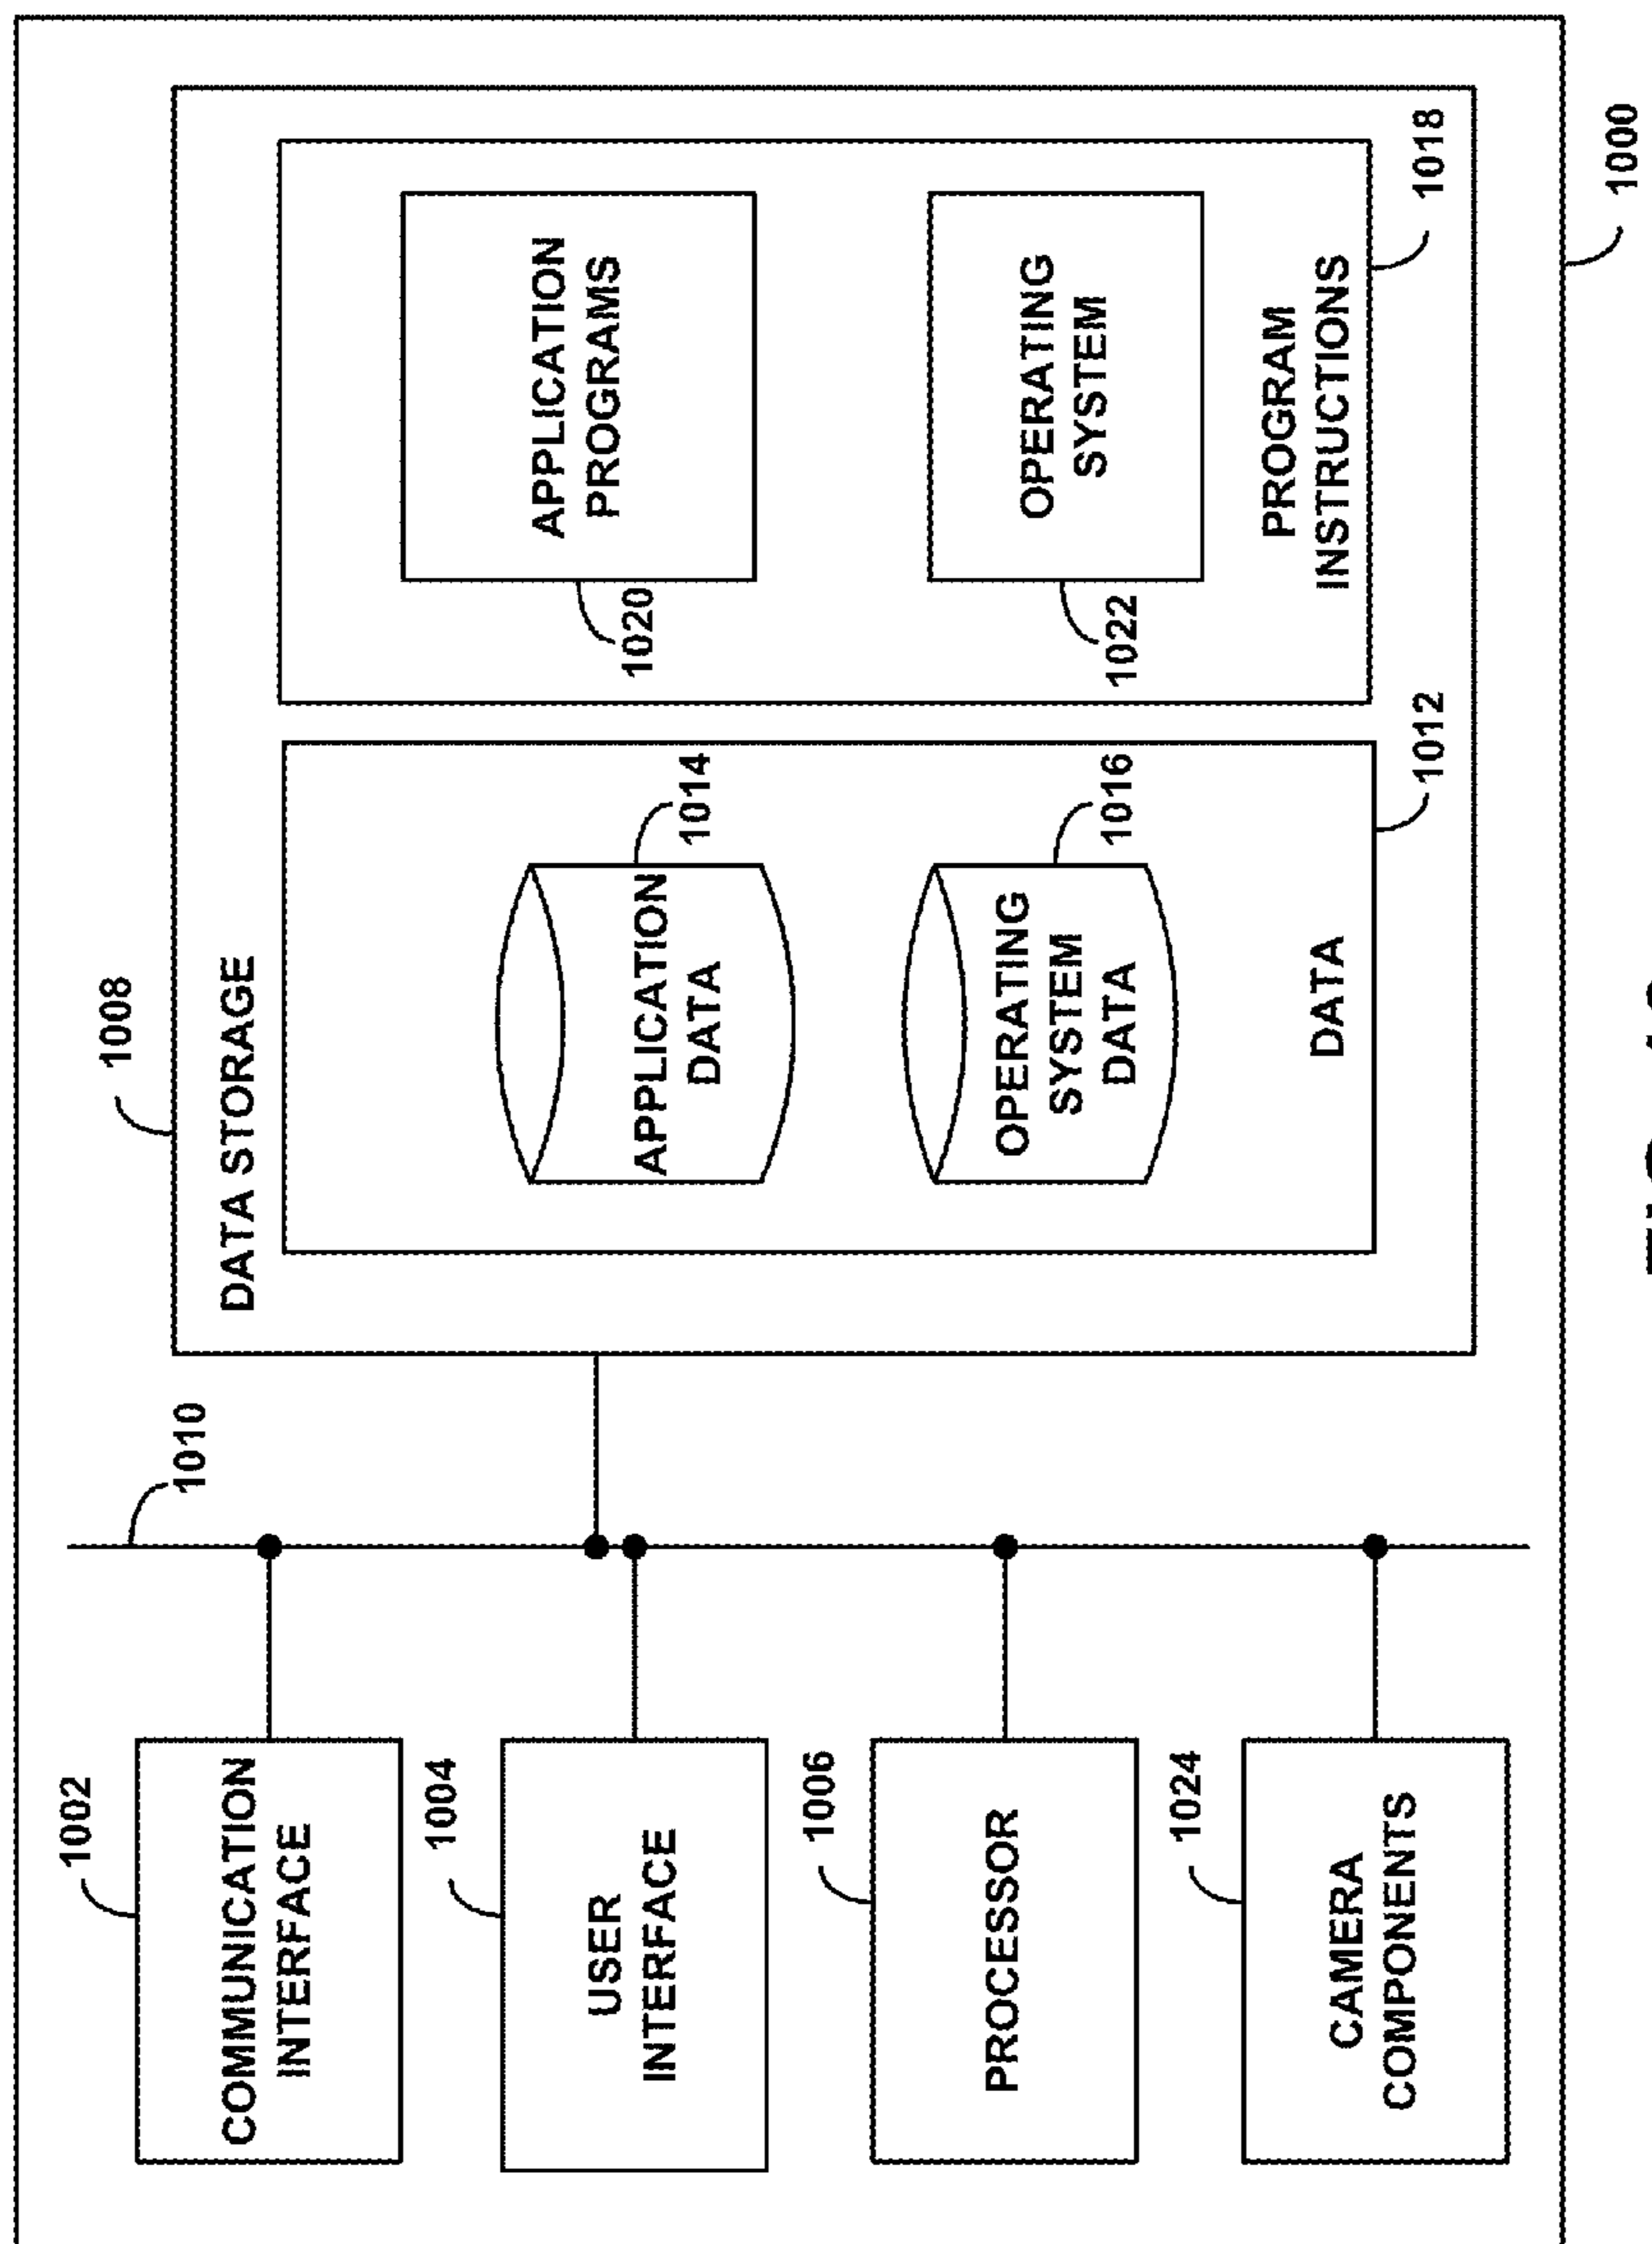 1002
COMMUNICATION
INTERFACE
1004
USER
INTERFACE
1006
PROCESSOR
1024
CAMERA
COMPONENTS
1010
1008
DATA STORAGE
1014
APPLICATION
DATA
1016
OPERATING
SYSTEM
DATA
DATA
1012
APPLICATION
PROGRAMS
1020
OPERATING
SYSTEM
1022
PROGRAM
INSTRUCTIONS
1018
1000